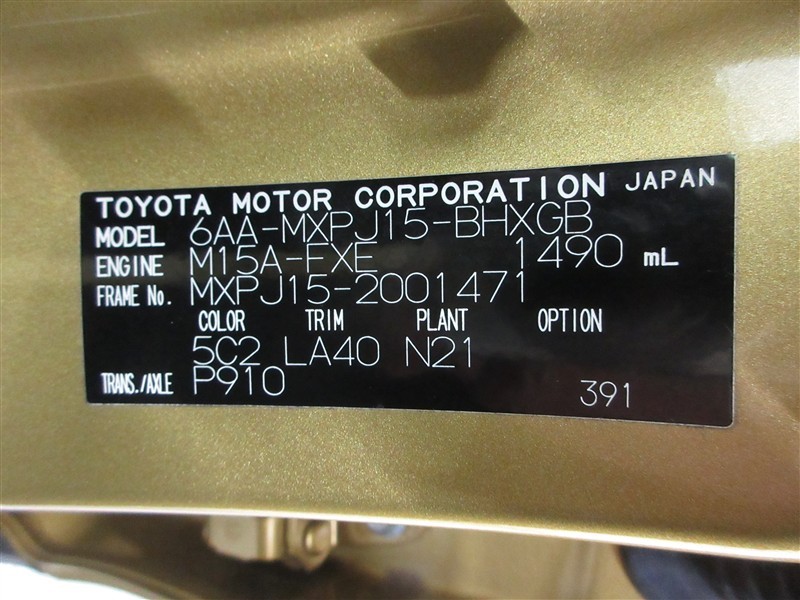 TOYOTA MOTOR CORPORATION JAPAN
MODEL 6AA-MXPJ15-BHXGB
ENGINE M15A-FXE 1490 mL
FRAME No. MXPJ15-2001471
COLOR TRIM PLANT OPTION
5C2 LA40 N21
TRANS./AXLE P910 391